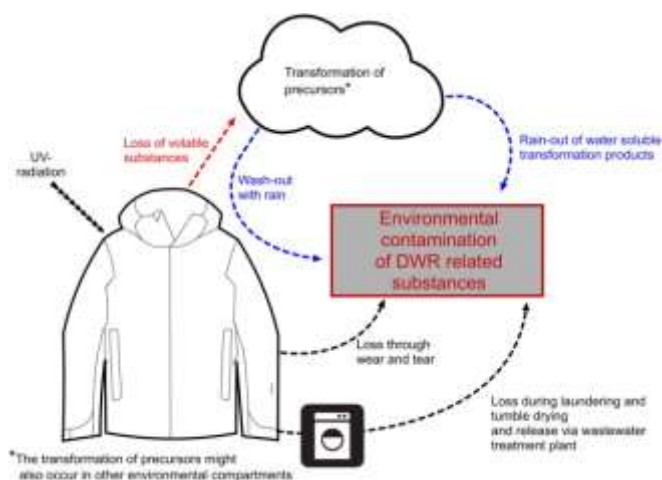 Transformation of
precursors*
Loss of volatile
substances
Rain-out of water soluble
transformation products
UV-
radiation
Wash-out
with rain
Environmental
contamination
of DWR related
substances
Loss through
wear and tear
Loss during laundering and
tumble drying
and release via wastewater
treatment plant
*The transformation of precursors might
also occur in other environmental compartments